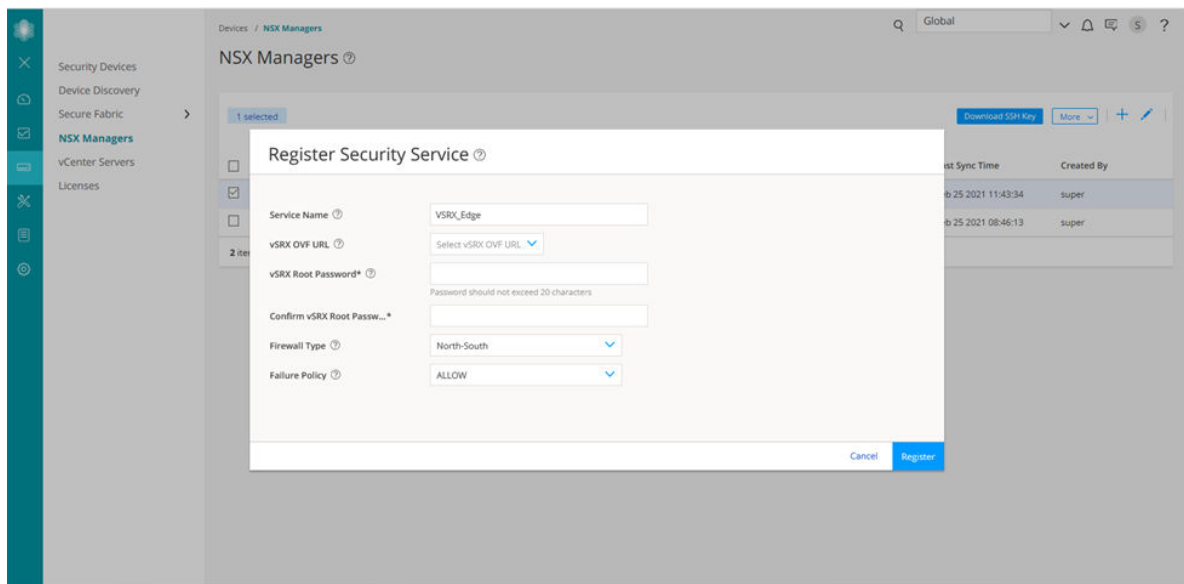 Devices / NSX Managers
Global
S ?
NSX Managers ?
Security Devices
Device Discovery
Secure Fabric >
NSX Managers
vCenter Servers
Licenses
1 selected
Download SSH Key
More
Register Security Service ?
st Sync Time
Created By
b 25 2021 11:43:34
super
b 25 2021 08:46:13
super
2 iter
Service Name ?
VSRX_Edge
vSRX OVF URL ?
Select vSRX OVF URL
vSRX Root Password* ?
Password should not exceed 20 characters
Confirm vSRX Root Passw...*
Firewall Type ?
North-South
Failure Policy ?
ALLOW
Cancel
Register